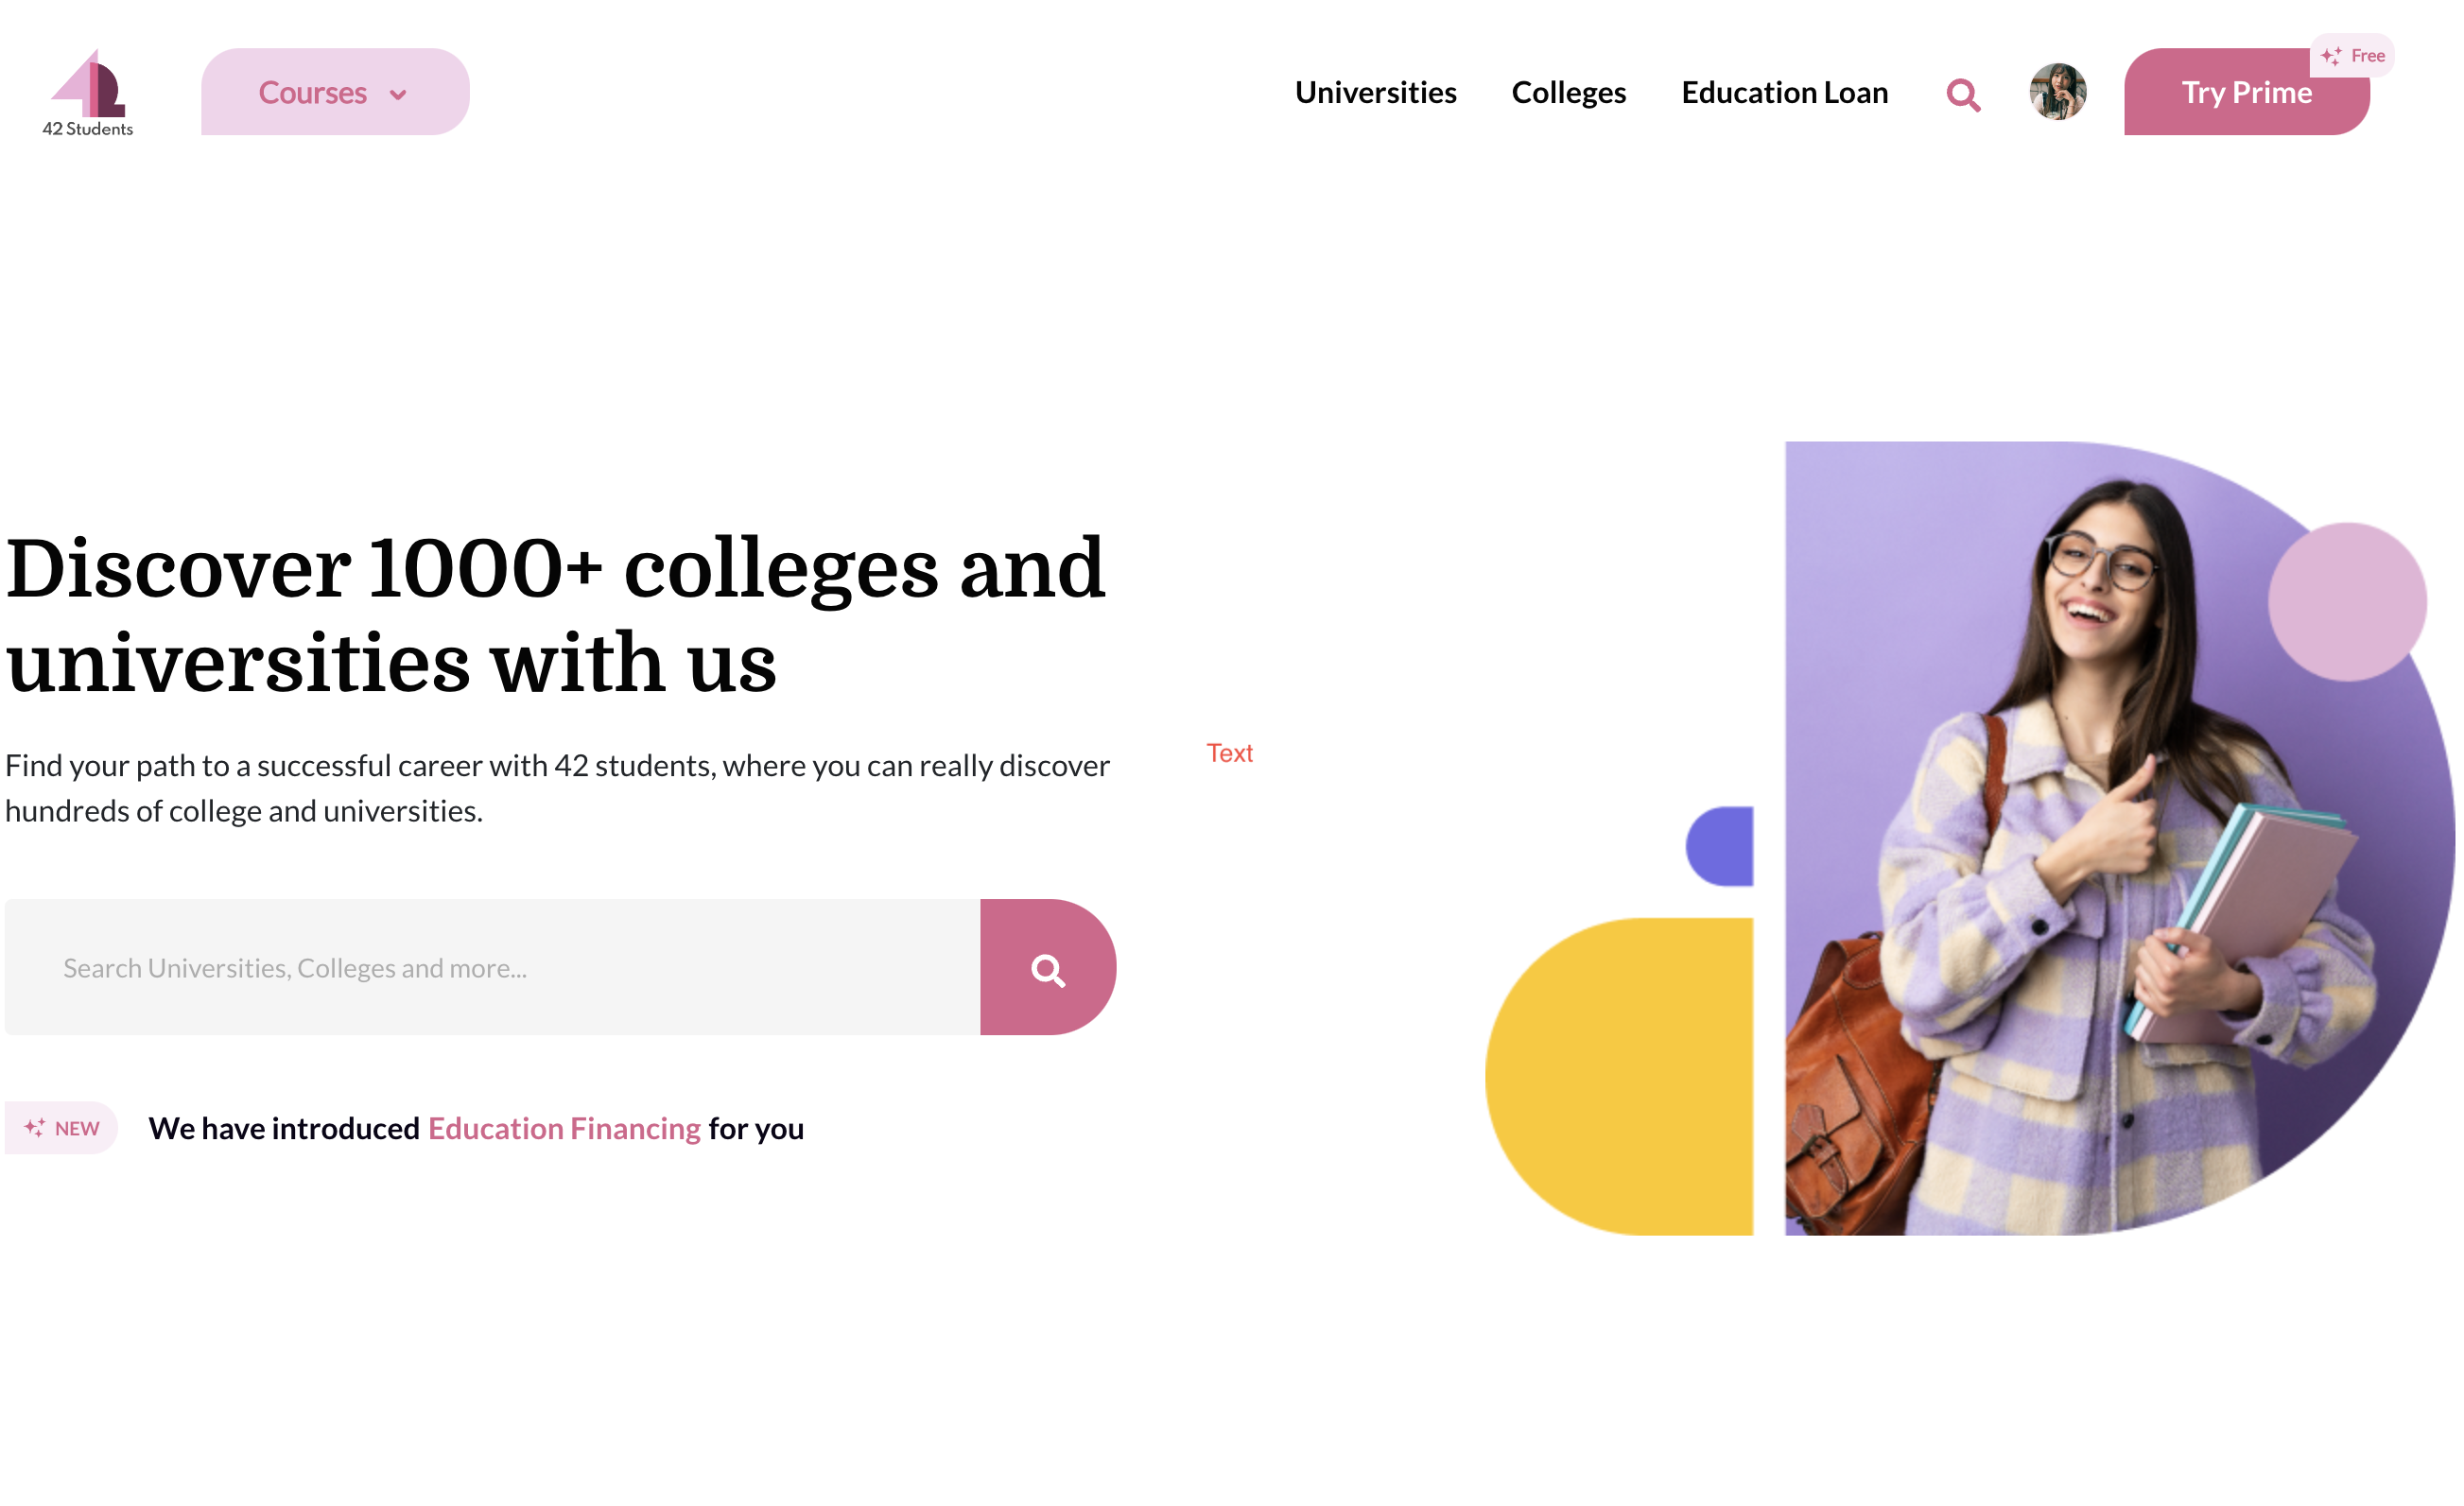 42 Students
Courses
Universities
Colleges
Education Loan
Try Prime
Free
Discover 1000+ colleges and
universities with us
Find your path to a successful career with 42 students, where you can really discover
hundreds of college and universities.
Text
Search Universities, Colleges and more...
NEW
We have introduced Education Financing for you